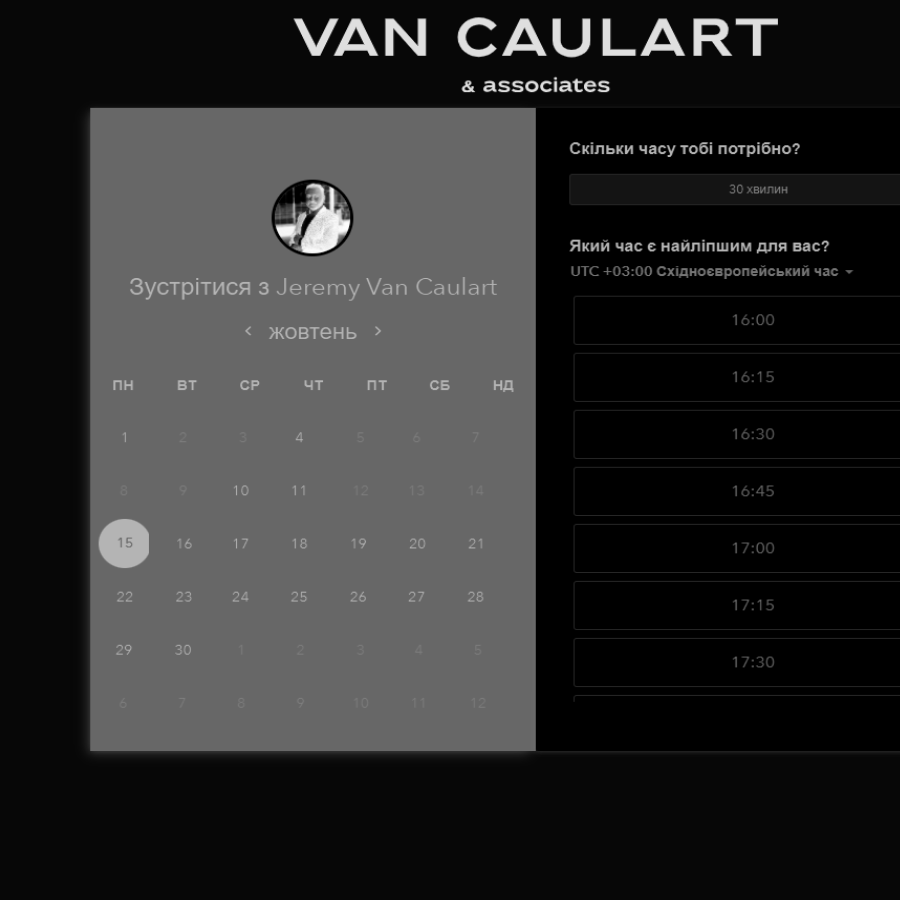 VAN CAULART
& associates
Зустрітися з Jeremy Van Caulart
жовтень
ПН ВТ СР ЧТ ПТ СБ НД
1 2 3 4 5 6 7
8 9 10 11 12 13 14
15 16 17 18 19 20 21
22 23 24 25 26 27 28
29 30 1 2 3 4 5
6 7 8 9 10 11 12
Скільки часу тобі потрібно?
30 хвилин
Який час є найліпшим для вас?
UTC +03:00 Східноєвропейський час
16:00
16:15
16:30
16:45
17:00
17:15
17:30